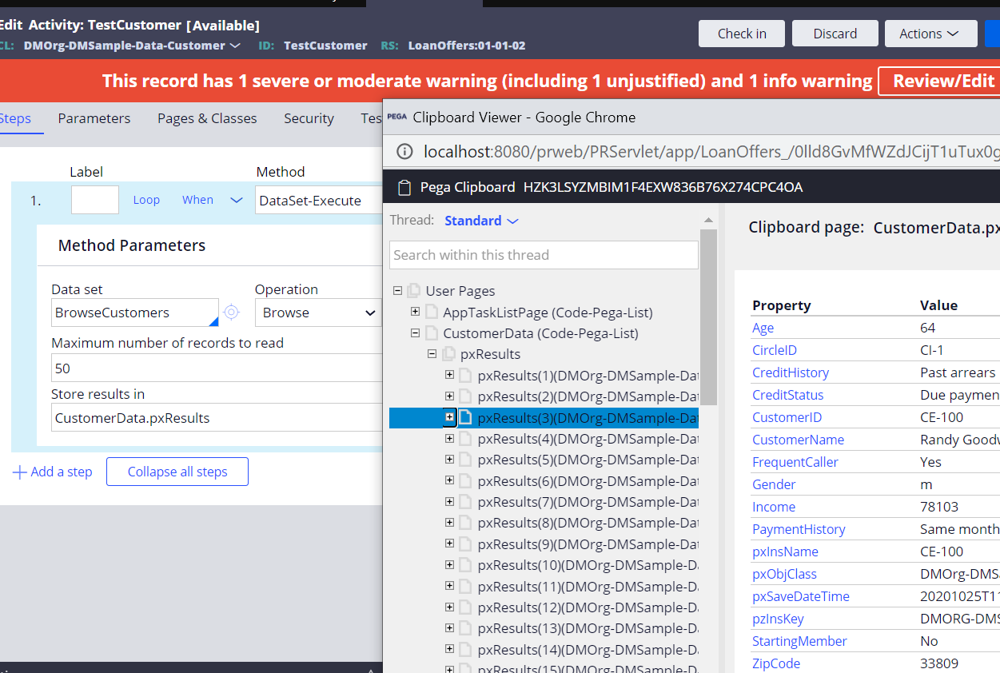 Edit Activity: TestCustomer [Available]
CL: DMOrg-DMSample-Data-Customer ID: TestCustomer RS: LoanOffers:01-01-02
Check in
Discard
Actions
This record has 1 severe or moderate warning (including 1 unjustified) and 1 info warning
Review/Edit
Steps
Parameters
Pages & Classes
Security
Tes
Label
Method
1.
Loop
When
DataSet-Execute
Method Parameters
Data set
Operation
BrowseCustomers
Browse
Maximum number of records to read
50
Store results in
CustomerData.pxResults
Add a step
Collapse all steps
PEGA Clipboard Viewer - Google Chrome
localhost:8080/prweb/PRServlet/app/LoanOffers_/0lld8GvMfWZdJCijT1uTux0g
Pega Clipboard HZK3LSYZMBIM1F4EXW836B76X274CPC4OA
Thread: Standard
Search within this thread
User Pages
AppTaskListPage (Code-Pega-List)
CustomerData (Code-Pega-List)
pxResults
pxResults(1)(DMOrg-DMSample-Dat
pxResults(2)(DMOrg-DMSample-Dat
pxResults(3)(DMOrg-DMSample-Dat
pxResults(4)(DMOrg-DMSample-Dat
pxResults(5)(DMOrg-DMSample-Dat
pxResults(6)(DMOrg-DMSample-Dat
pxResults(7)(DMOrg-DMSample-Dat
pxResults(8)(DMOrg-DMSample-Dat
pxResults(9)(DMOrg-DMSample-Dat
pxResults(10)(DMOrg-DMSample-Da
pxResults(11)(DMOrg-DMSample-Da
pxResults(12)(DMOrg-DMSample-Da
pxResults(13)(DMOrg-DMSample-Da
pxResults(14)(DMOrg-DMSample-Da
pxResults(15)(DMOrg-DMSample-Da
Clipboard page: CustomerData.px
Property Value
Age 64
CircleID CI-1
CreditHistory Past arrears
CreditStatus Due paymen
CustomerID CE-100
CustomerName Randy Goodw
FrequentCaller Yes
Gender m
Income 78103
PaymentHistory Same month
pxInsName CE-100
pxObjClass DMOrg-DMSa
pxSaveDateTime 20201025T11
pzInsKey DMORG-DMS
StartingMember No
ZipCode 33809